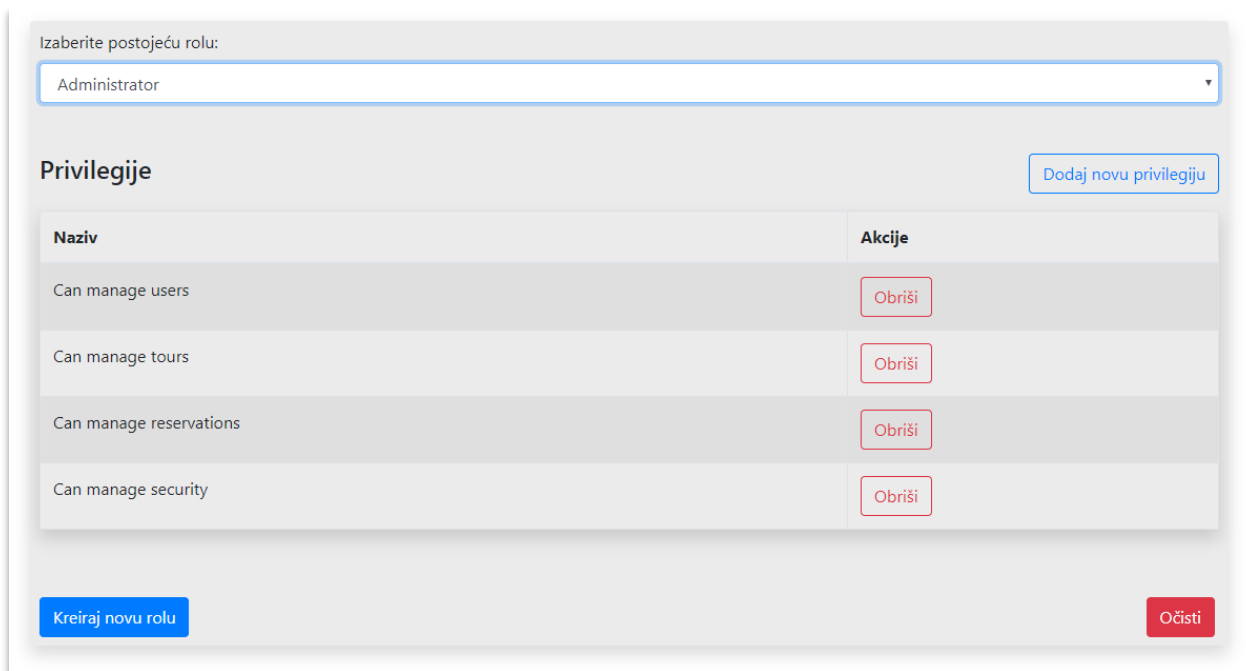 Izaberite postojeću rolu:
Administrator
Privilegije
Dodaj novu privilegiju
Naziv Akcije
Can manage users Obriši
Can manage tours Obriši
Can manage reservations Obriši
Can manage security Obriši
Kreiraj novu rolu Očisti